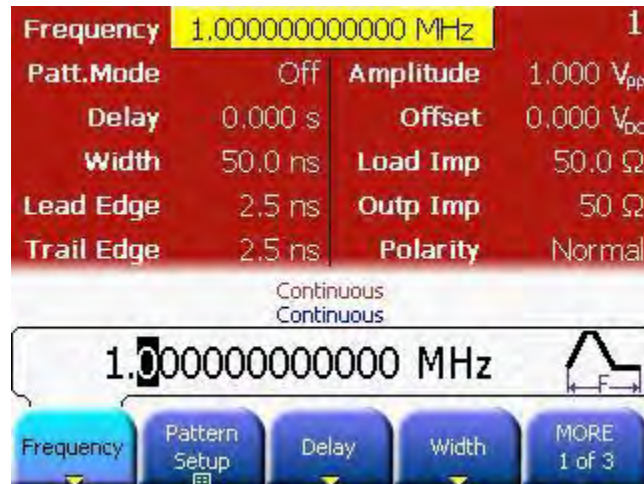 Frequency 1.000000000000 MHz 1
Patt.Mode Off Amplitude 1.000 Vpp
Delay 0.000 s Offset 0.000 VDC
Width 50.0 ns Load Imp 50.0 Ω
Lead Edge 2.5 ns Outp Imp 50 Ω
Trail Edge 2.5 ns Polarity Normal
Continuous
Continuous
1.000000000000 MHz
F
Frequency Pattern Setup Delay Width MORE 1 of 3